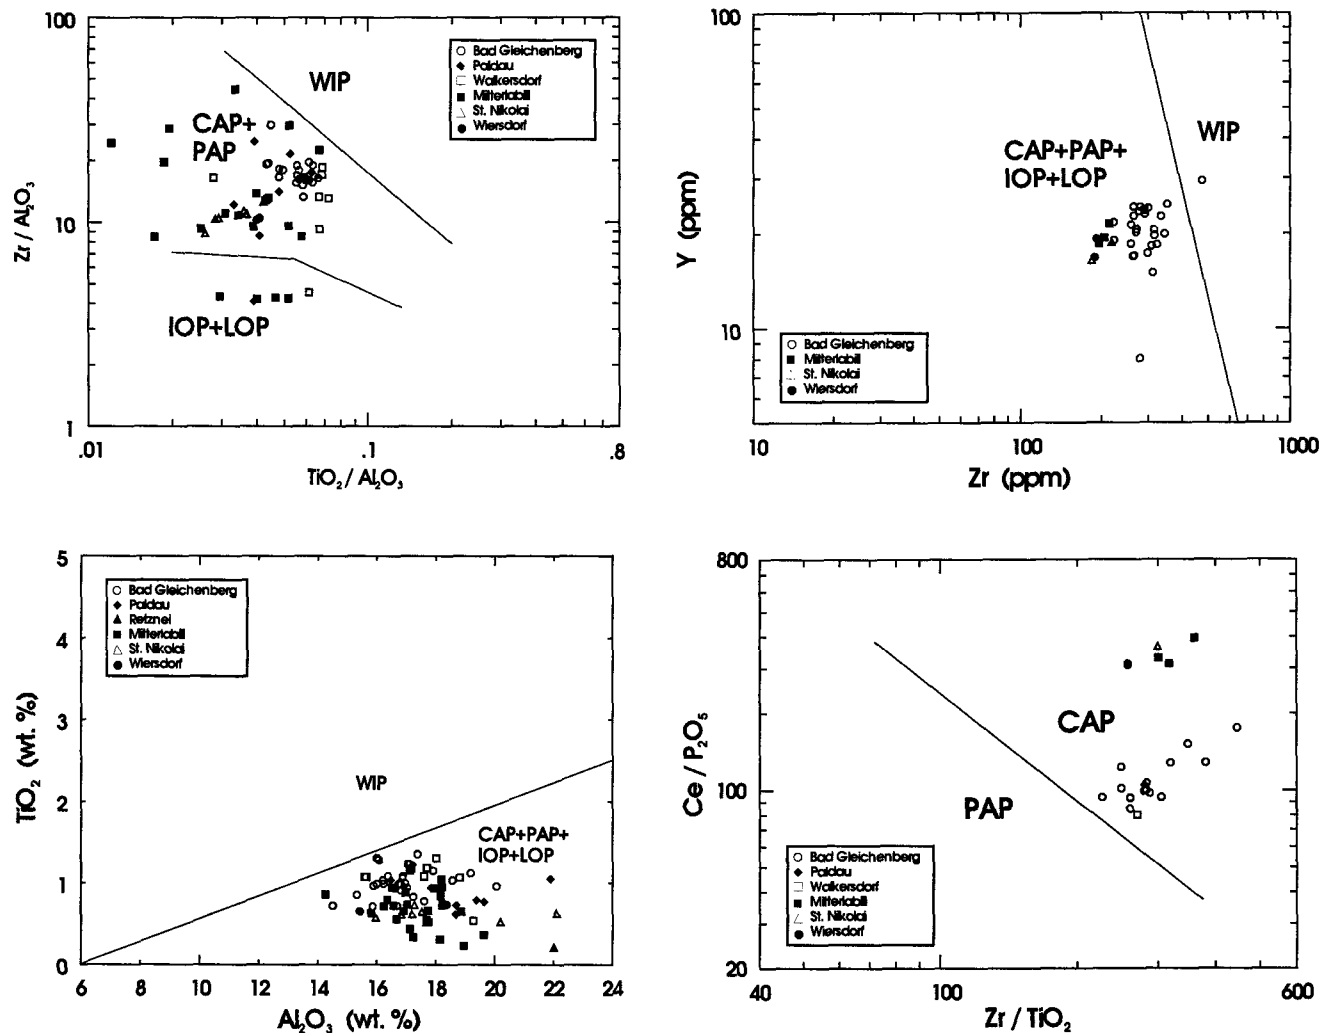 100
10
1
Zr / Al₂O₃
.01
.1
.8
TiO₂ / Al₂O₃
WIP
CAP+
PAP
IOP+LOP
Bad Gleichenberg
Paldau
Walkersdorf
Mitterlabill
St. Nikolai
Wiersdorf
100
10
Y (ppm)
10
100
1000
Zr (ppm)
CAP+PAP+
IOP+LOP
WIP
Bad Gleichenberg
Mitterlabill
St. Nikolai
Wiersdorf
5
4
3
2
1
0
TiO₂ (wt. %)
6
8
10
12
14
16
18
20
22
24
Al₂O₃ (wt. %)
Bad Gleichenberg
Paldau
Retznei
Mitterlabill
St. Nikolai
Wiersdorf
WIP
CAP+PAP+
IOP+LOP
800
100
20
Ce / P₂O₅
40
100
600
Zr / TiO₂
CAP
PAP
Bad Gleichenberg
Paldau
Walkersdorf
Mitterlabill
St. Nikolai
Wiersdorf